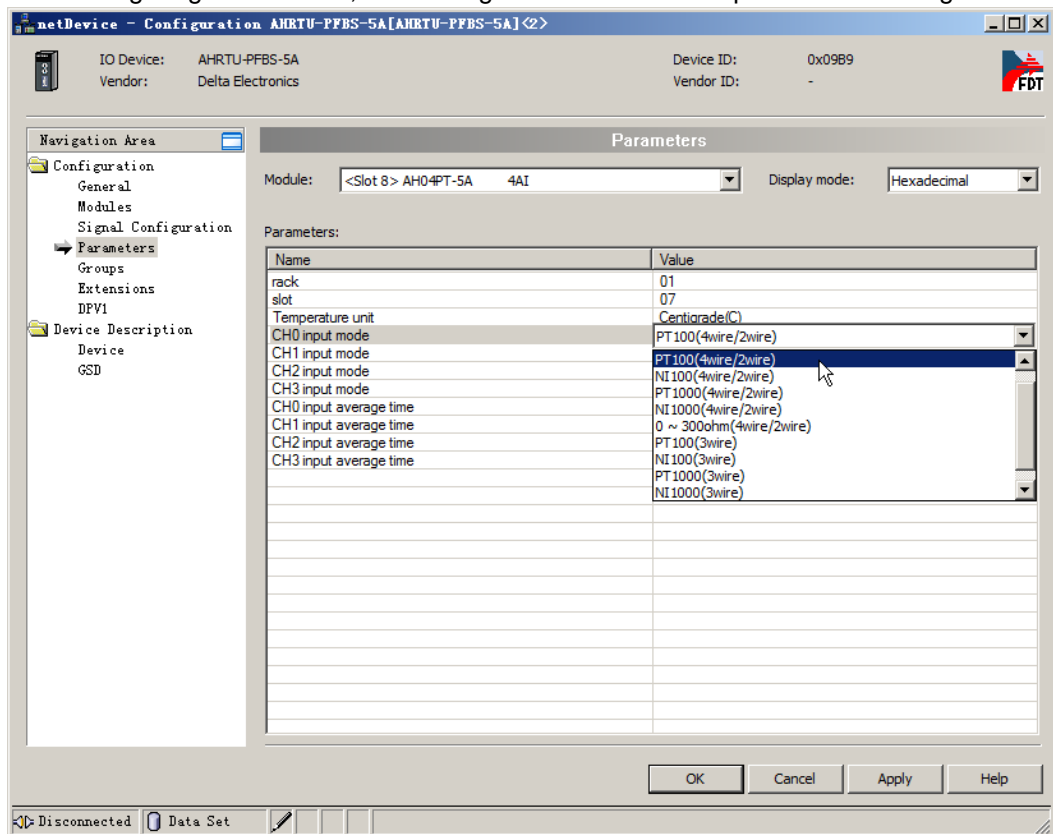 netDevice - Configuration AHRTU-PFBS-5A[AHRTU-PFBS-5A]<2>
IO Device: AHRTU-PFBS-5A Device ID: 0x09B9
Vendor: Delta Electronics Vendor ID: -
FDT
Navigation Area
Configuration
General
Modules
Signal Configuration
Parameters
Groups
Extensions
DPV1
Device Description
Device
GSD
Parameters
Module: <Slot 8> AH04PT-5A 4AI Display mode: Hexadecimal
Parameters:
Name Value
rack 01
slot 07
Temperature unit Centigrade(C)
CH0 input mode PT100(4wire/2wire)
CH1 input mode
CH2 input mode
CH3 input mode
CH0 input average time
CH1 input average time
CH2 input average time
CH3 input average time
PT100(4wire/2wire)
NI100(4wire/2wire)
PT1000(4wire/2wire)
NI1000(4wire/2wire)
0 ~ 300ohm(4wire/2wire)
PT100(3wire)
NI100(3wire)
PT1000(3wire)
NI1000(3wire)
OK Cancel Apply Help
Disconnected Data Set